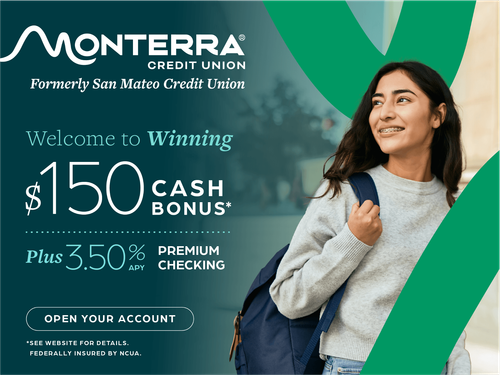 MONTERRA®
CREDIT UNION
Formerly San Mateo Credit Union
Welcome to Winning
$150 CASH BONUS*
Plus 3.50% APY PREMIUM CHECKING
OPEN YOUR ACCOUNT
*SEE WEBSITE FOR DETAILS.
FEDERALLY INSURED BY NCUA.